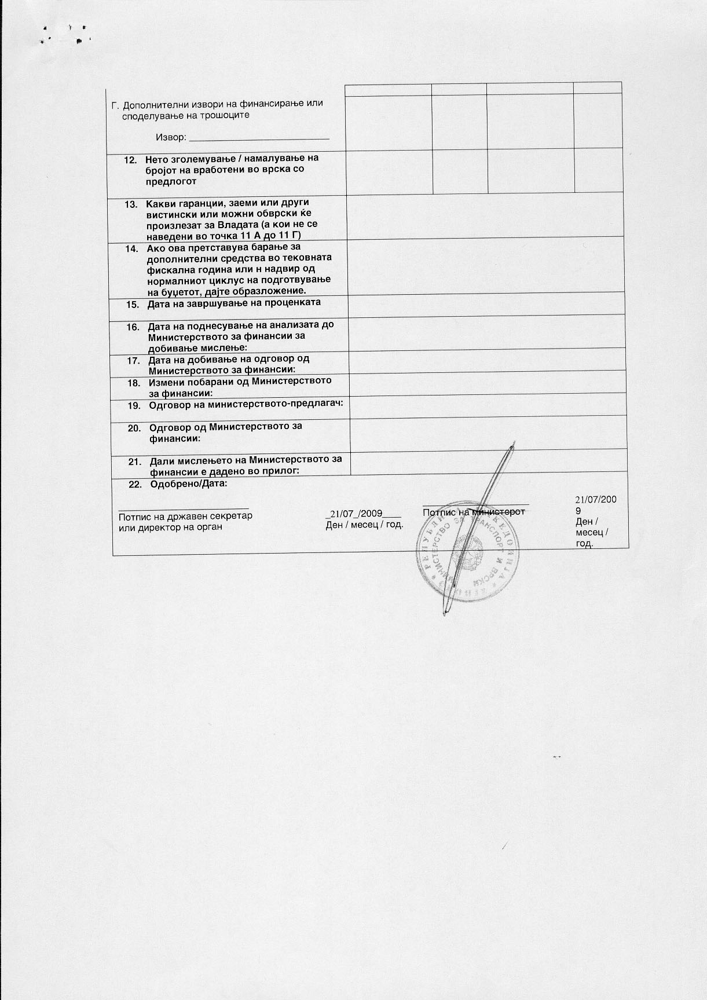 Г. Дополнителни извори на финансирање или
споделување на трошоците
Извор: ___________________________
12. Нето зголемување / намалување на
бројот на вработени во врска со
предлогот
13. Какви гаранции, заеми или други
вистински или можни обврски ќе
произлезат за Владата (а кои не се
наведени во точка 11 А до 11 Г)
14. Ако ова претставува барање за
дополнителни средства во тековната
фискална година или н надвир од
нормалниот циклус на подготвување
на буџетот, дајте образложение.
15. Дата на завршување на проценката
16. Дата на поднесување на анализата до
Министерството за финансии за
добивање мислење:
17. Дата на добивање на одговор од
Министерството за финансии:
18. Измени побарани од Министерството
за финансии:
19. Одговор на министерството-предлагач:
20. Одговор од Министерството за
финансии:
21. Дали мислењето на Министерството за
финансии е дадено во прилог:
22. Одобрено/Дата:
Потпис на државен секретар
или директор на орган
_21/07_/2009____
Ден / месец / год.
Потпис на министерот
21/07/200
9
Ден /
месец /
год.
РЕПУБЛИКА МАКЕДОНИЈА
МИНИСТЕРСТВО ЗА ТРАНСПОРТ И ВРСКИ